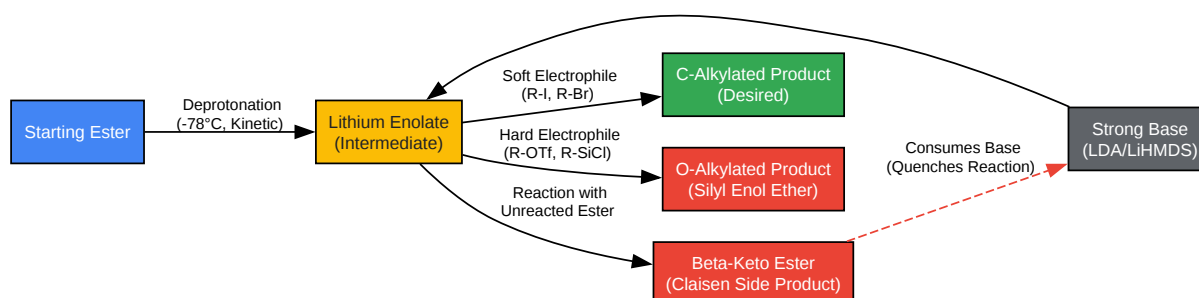 Starting Ester
Deprotonation
(-78°C, Kinetic)
Lithium Enolate
(Intermediate)
Soft Electrophile
(R-I, R-Br)
C-Alkylated Product
(Desired)
Hard Electrophile
(R-OTf, R-SiCl)
O-Alkylated Product
(Silyl Enol Ether)
Reaction with
Unreacted Ester
Beta-Keto Ester
(Claisen Side Product)
Consumes Base
(Quenches Reaction)
Strong Base
(LDA/LiHMDS)